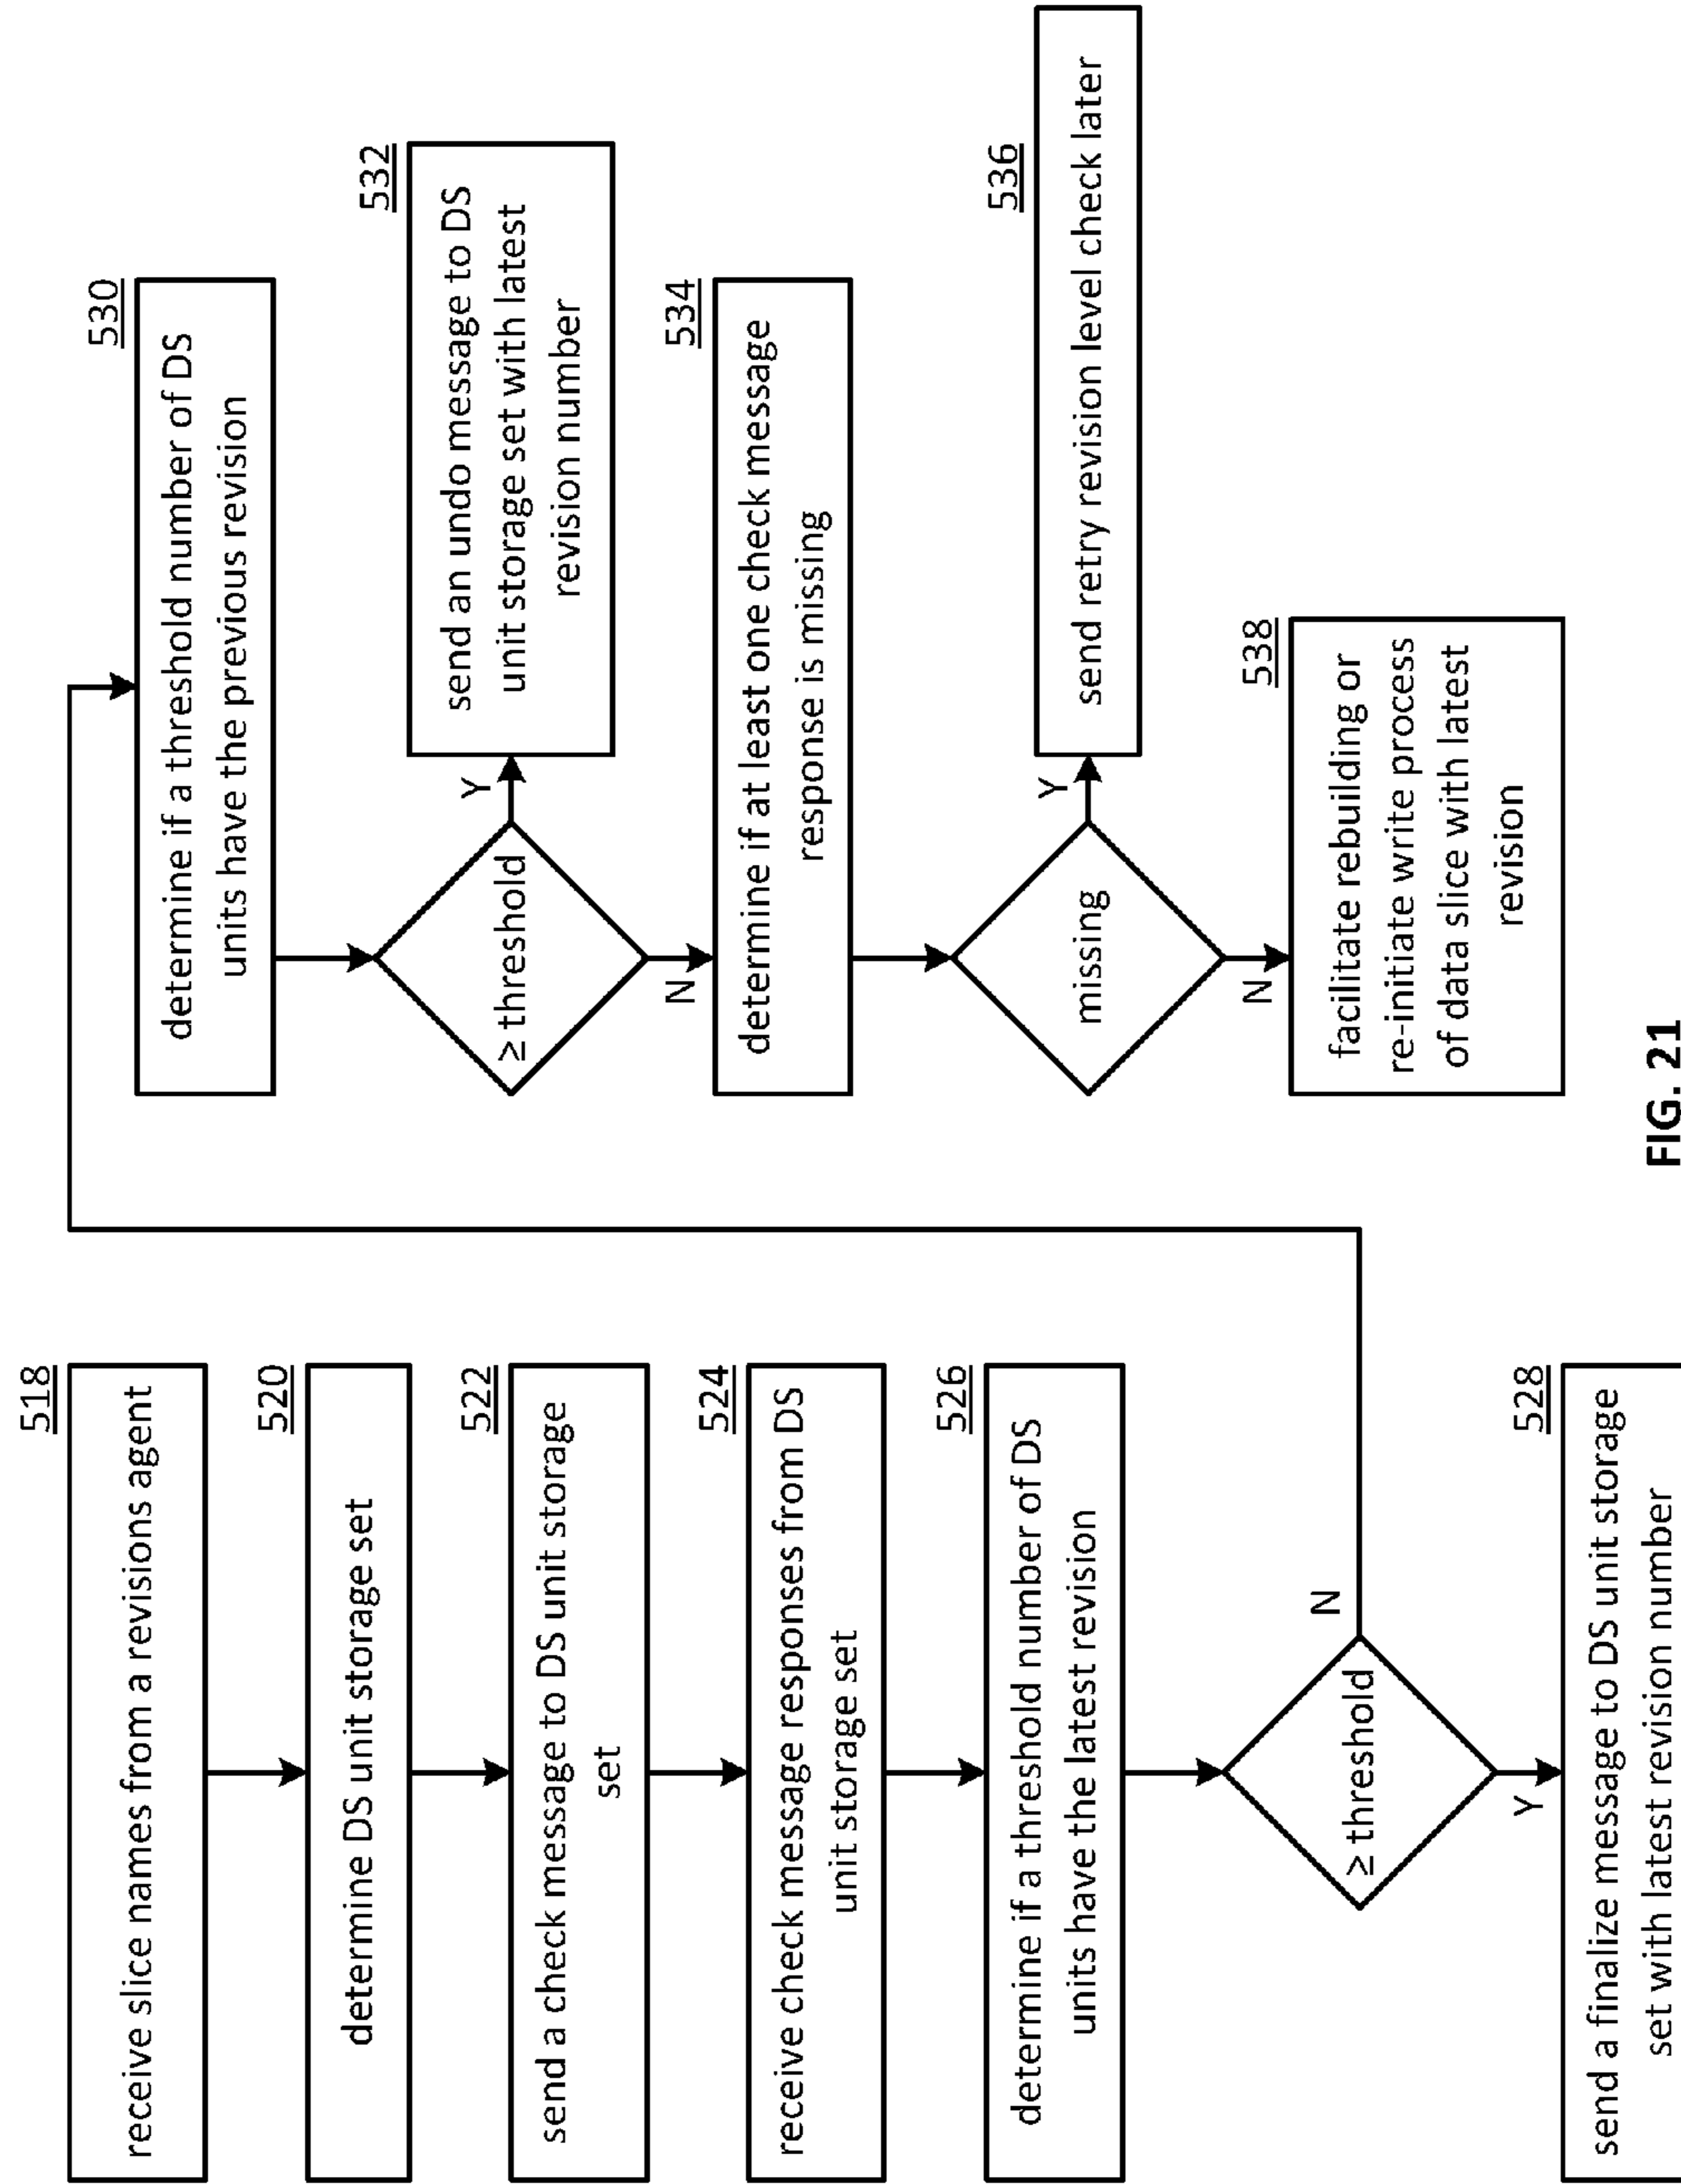 518
receive slice names from a revisions agent
520
determine DS unit storage set
522
send a check message to DS unit storage
set
524
receive check message responses from DS
unit storage set
526
determine if a threshold number of DS
units have the latest revision
≥ threshold
N
Y
528
send a finalize message to DS unit storage
set with latest revision number
530
determine if a threshold number of DS
units have the previous revision
≥ threshold
Y
532
send an undo message to DS
unit storage set with latest
revision number
N
534
determine if at least one check message
response is missing
missing
Y
536
send retry revision level check later
N
538
facilitate rebuilding or
re-initiate write process
of data slice with latest
revision
FIG. 21